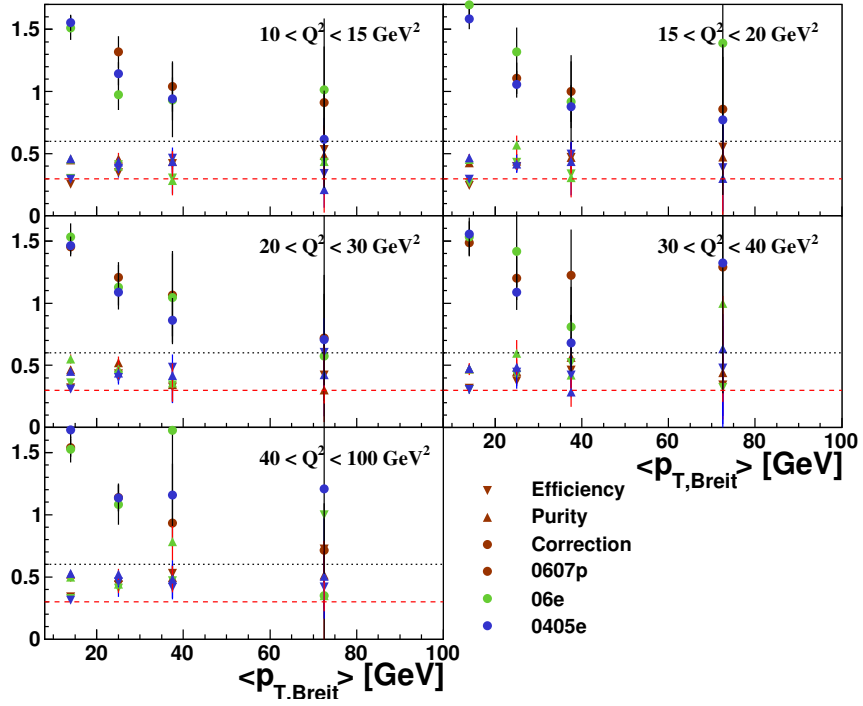 10 < Q² < 15 GeV²
15 < Q² < 20 GeV²
1.5
1
0.5
0
20 < Q² < 30 GeV²
30 < Q² < 40 GeV²
1.5
1
0.5
0
20 40 60 80 100
<p_T,Breit> [GeV]
40 < Q² < 100 GeV²
1.5
1
0.5
0
20 40 60 80 100
<p_T,Breit> [GeV]
Efficiency
Purity
Correction
0607p
06e
0405e